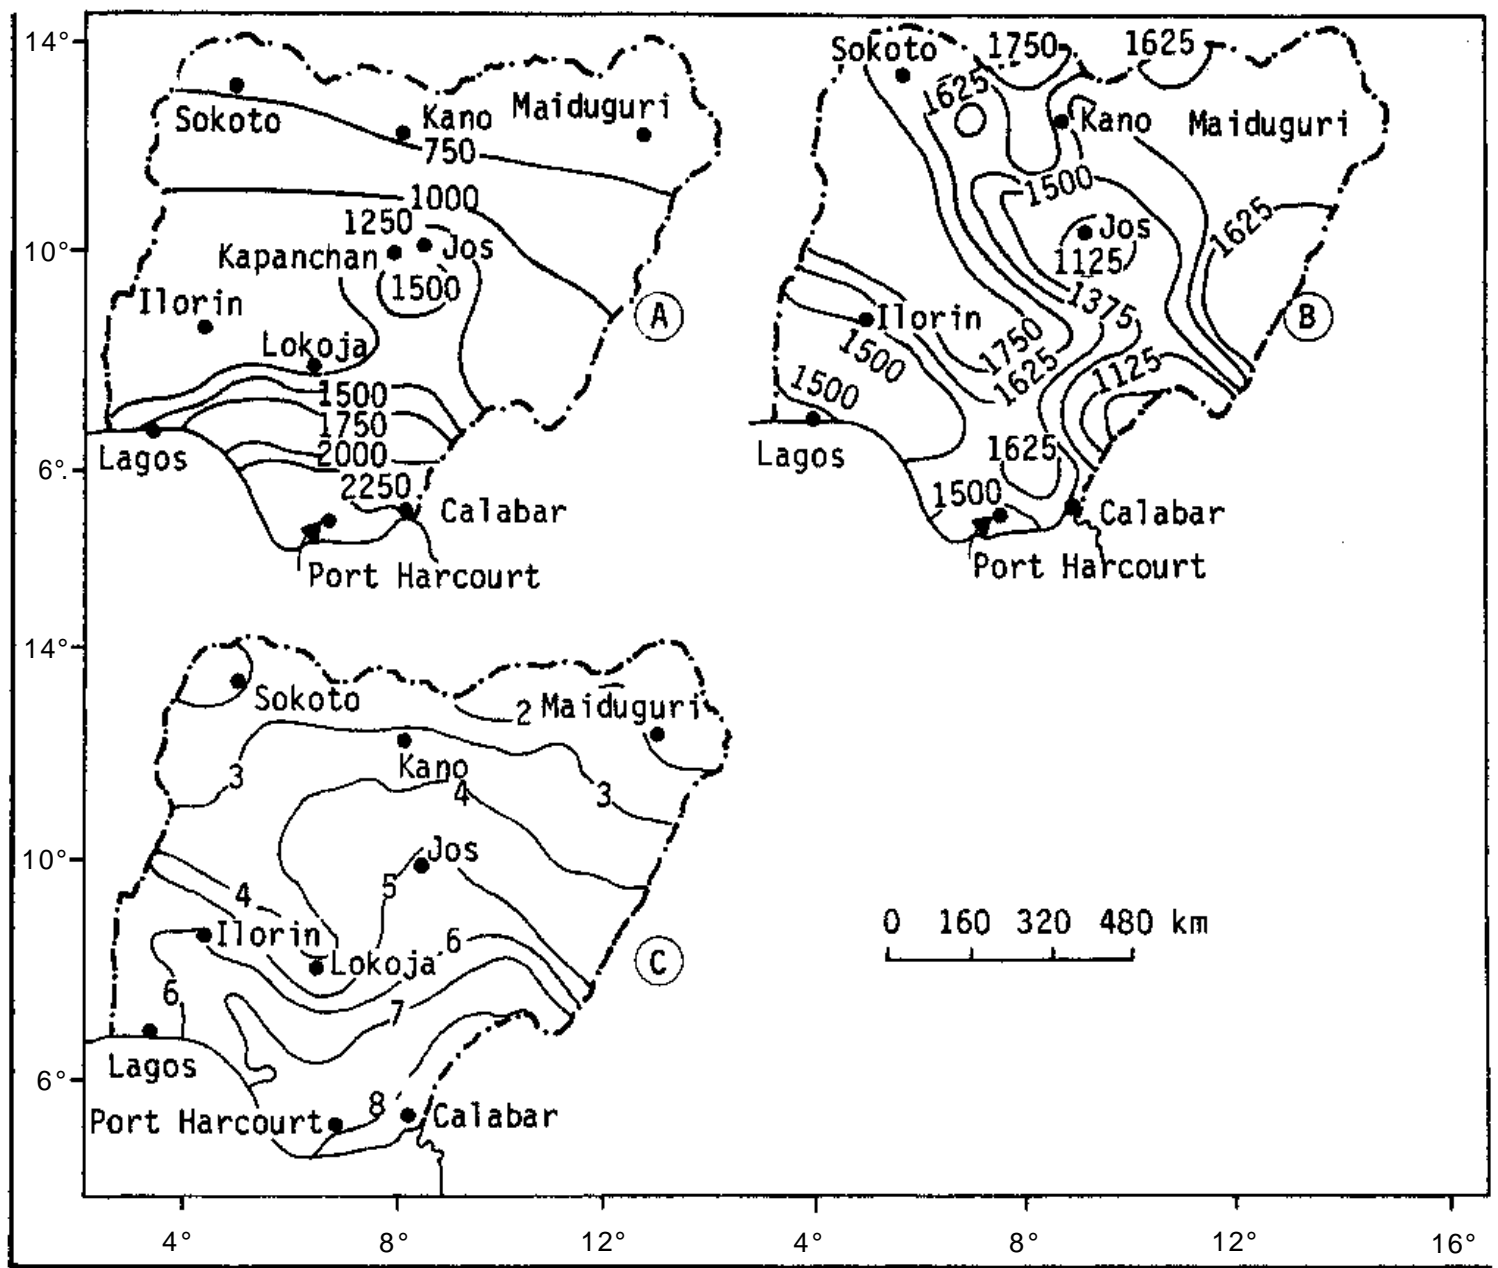 14°
Sokoto
Kano
Maiduguri
750
1000
1250
Kapanchan
Jos
1500
10°
Ilorin
A
Lokoja
1500
1750
2000
2250
Lagos
6°
Calabar
Port Harcourt
Sokoto
1750
1625
1625
Kano
Maiduguri
1500
Jos
1125
1625
1375
B
Ilorin
1500
1750
1625
1125
1500
Lagos
1625
1500
Calabar
Port Harcourt
14°
Sokoto
2
Maiduguri
3
Kano
4
3
10°
Jos
5
4
Ilorin
6
Lokoja
C
6
7
Lagos
6°
8
Port Harcourt
Calabar
0 160 320 480 km
4° 8° 12° 4° 8° 12° 16°